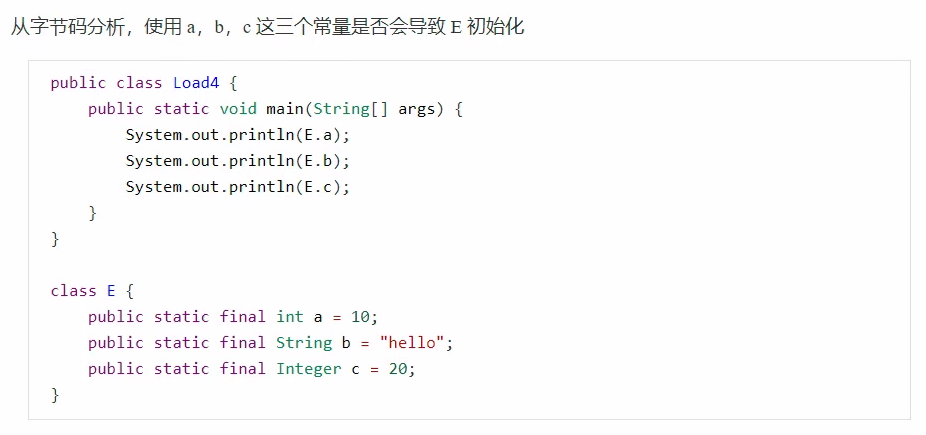 从字节码分析，使用 a，b，c 这三个常量是否会导致 E 初始化
public class Load4 {
    public static void main(String[] args) {
        System.out.println(E.a);
        System.out.println(E.b);
        System.out.println(E.c);
    }
}

class E {
    public static final int a = 10;
    public static final String b = "hello";
    public static final Integer c = 20;
}